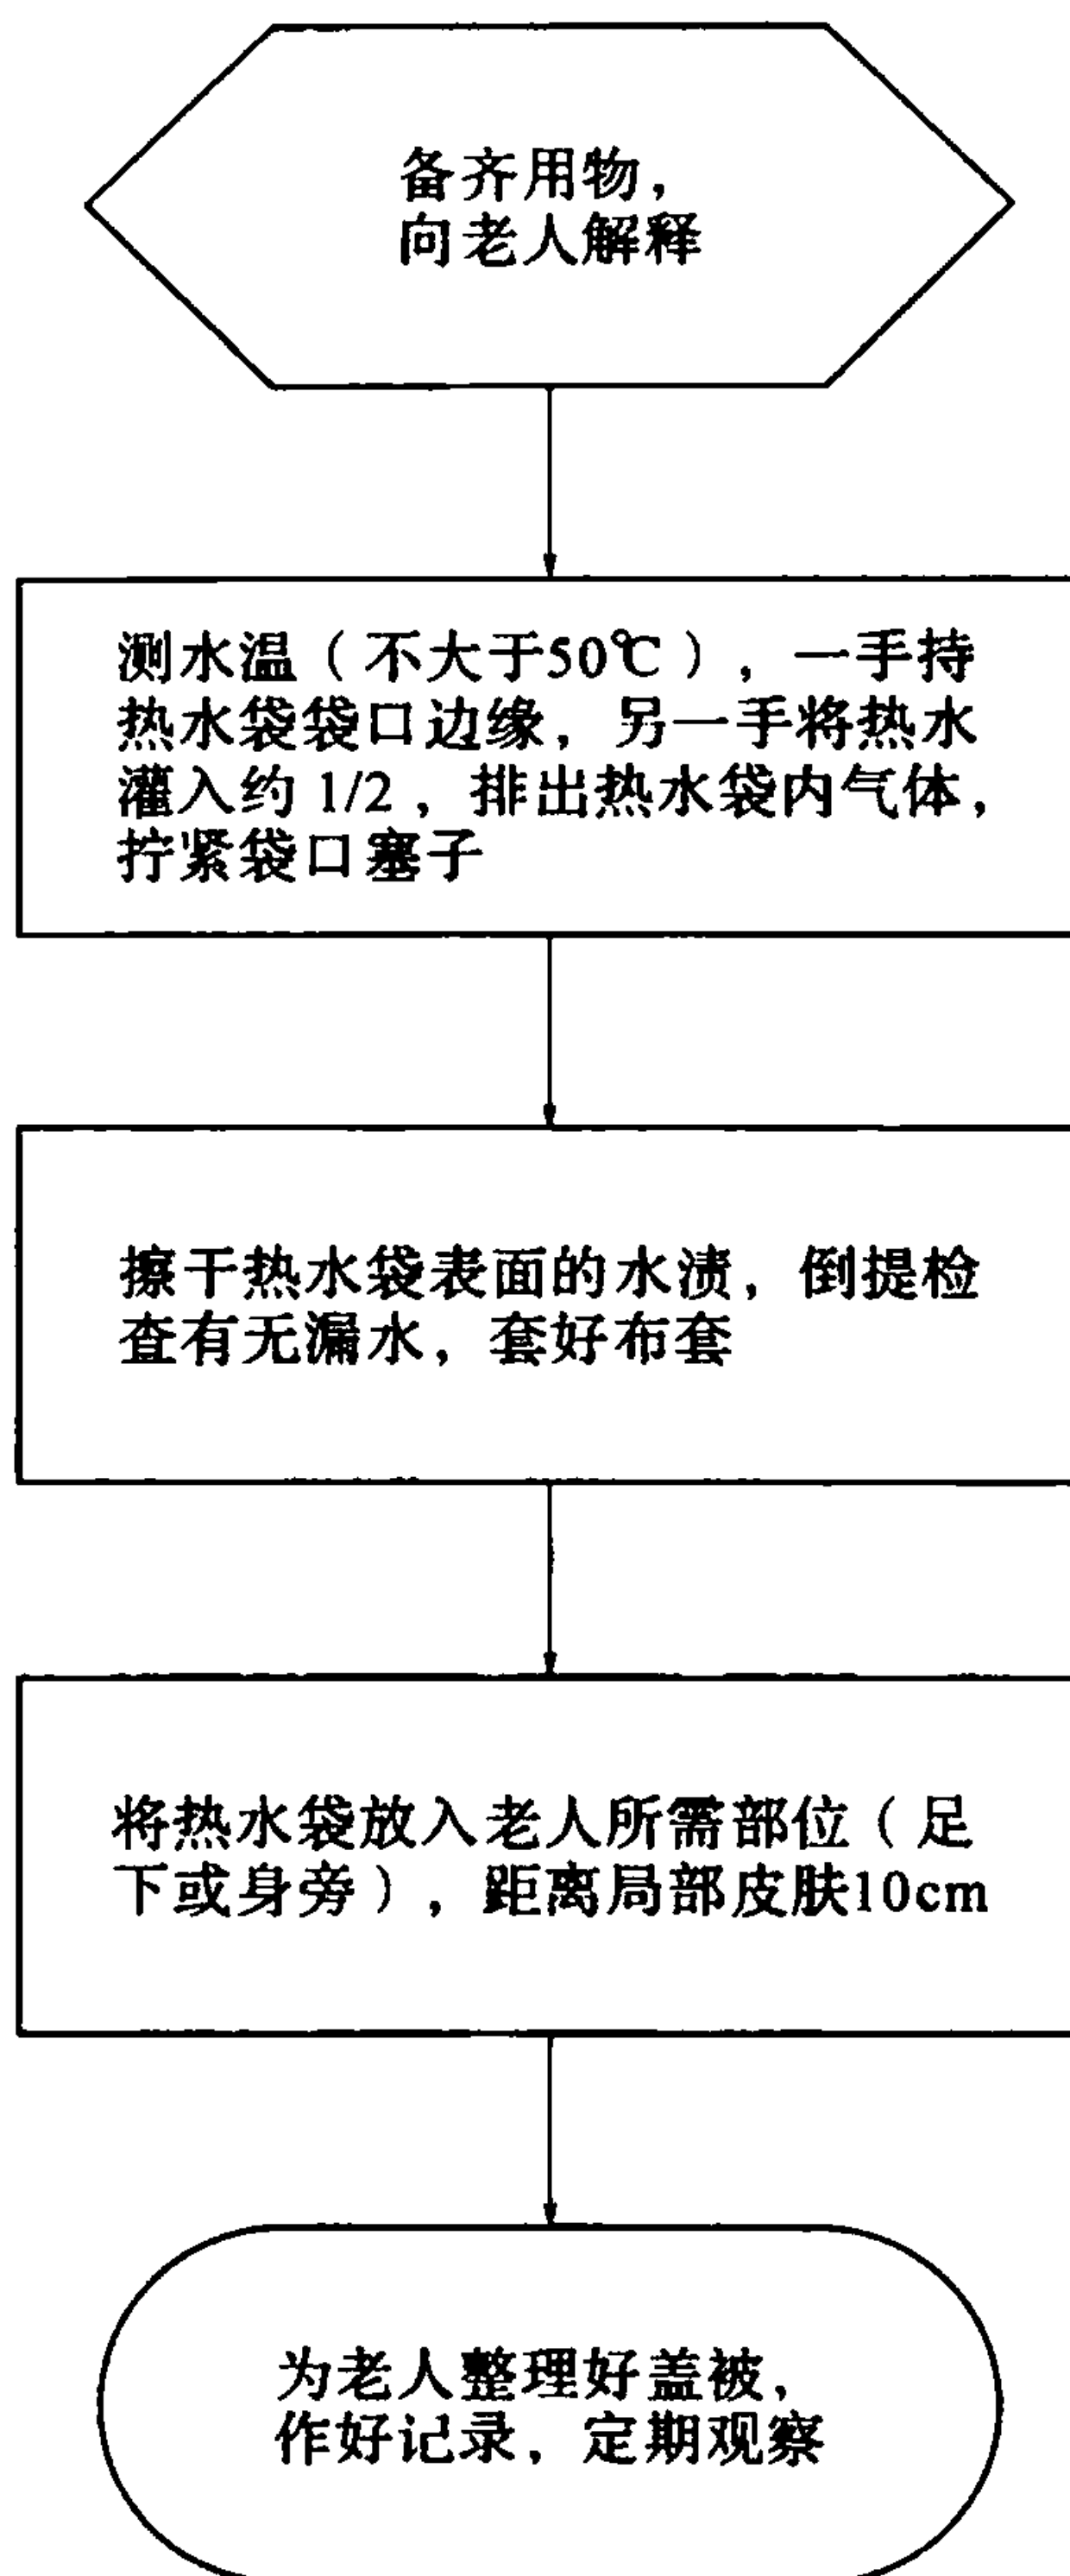 备齐用物，
向老人解释
测水温（不大于50℃），一手持
热水袋袋口边缘，另一手将热水
灌入约 1/2，排出热水袋内气体，
拧紧袋口塞子
擦干热水袋表面的水渍，倒提检
查有无漏水，套好布套
将热水袋放入老人所需部位（足
下或身旁），距离局部皮肤10cm
为老人整理好盖被，
作好记录，定期观察